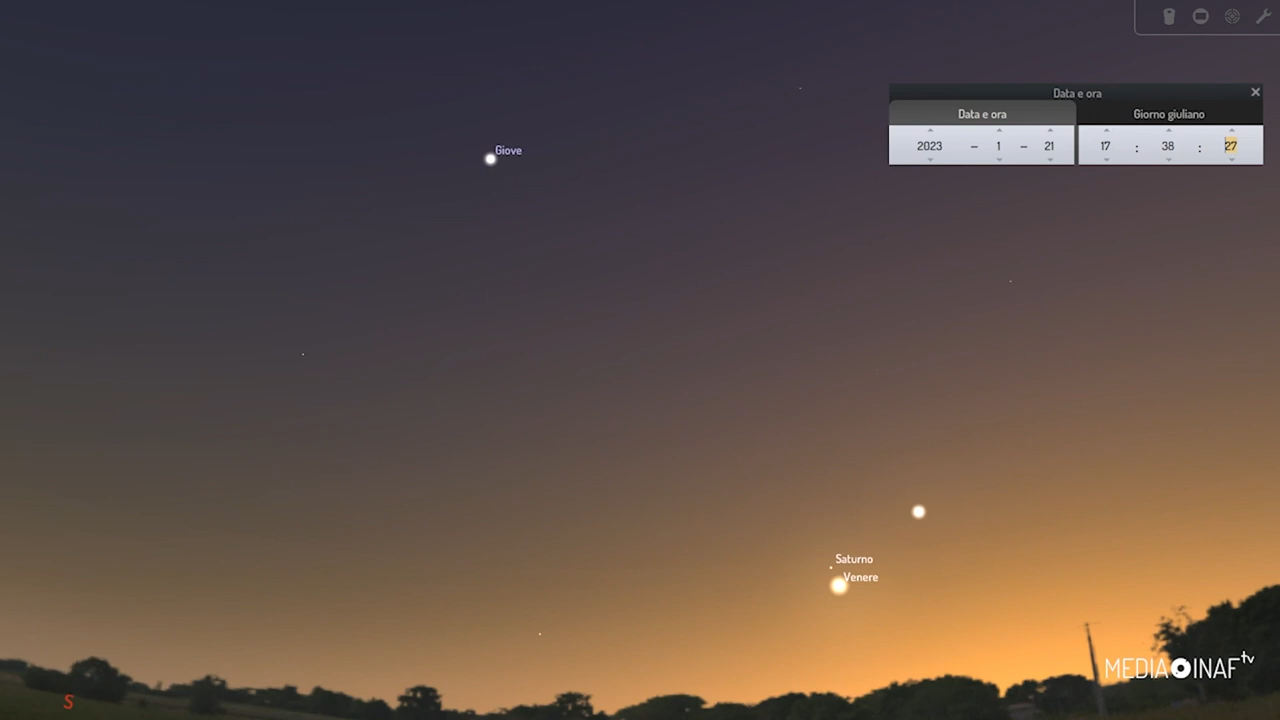 Data e ora
Data e ora
Giorno giuliano
2023 – 1 – 21
17 : 38 : 27
Giove
Saturno
Venere
S
MEDIA INAF tv